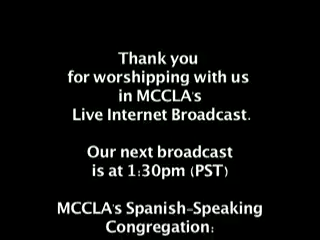 Thank you
for worshipping with us
in MCCLA's
Live Internet Broadcast.
Our next broadcast
is at 1:30pm (PST)
MCCLA's Spanish-Speaking
Congregation: